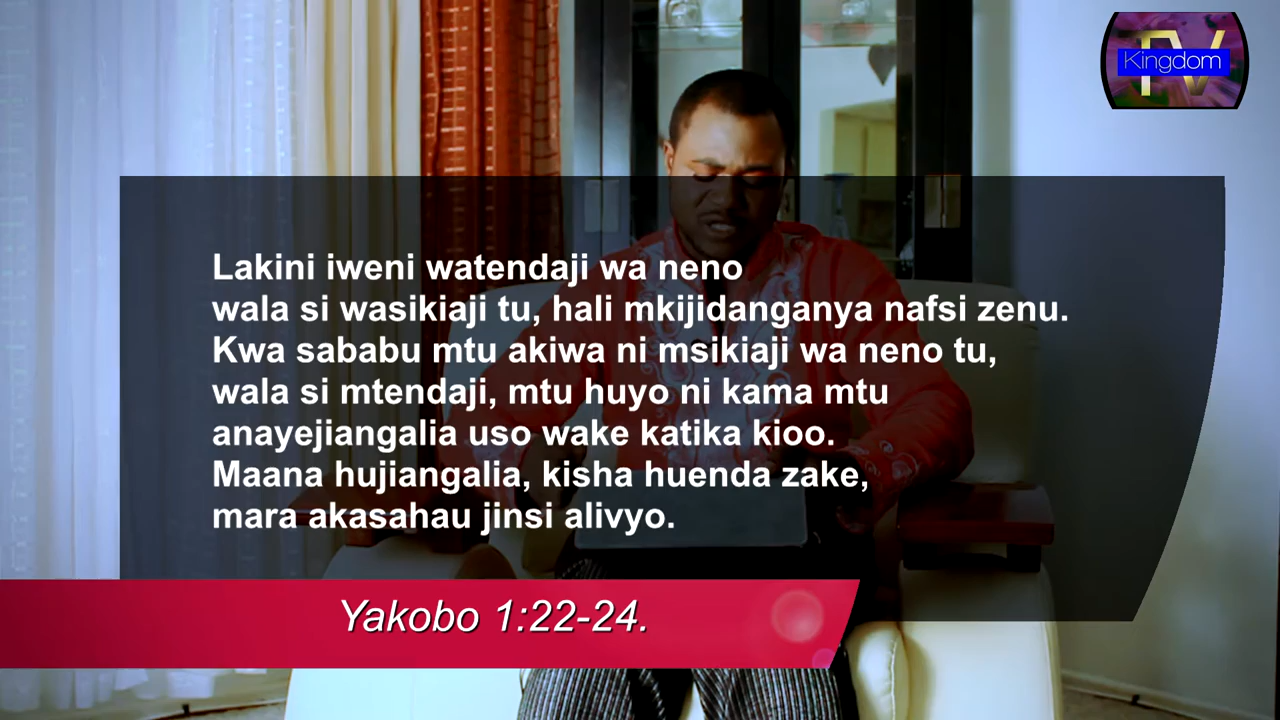 TV
Kingdom
Lakini iweni watendaji wa neno
wala si wasikiaji tu, hali mkijidanganya nafsi zenu.
Kwa sababu mtu akiwa ni msikiaji wa neno tu,
wala si mtendaji, mtu huyo ni kama mtu
anayejiangalia uso wake katika kioo.
Maana hujiangalia, kisha huenda zake,
mara akasahau jinsi alivyo.
Yakobo 1:22-24.